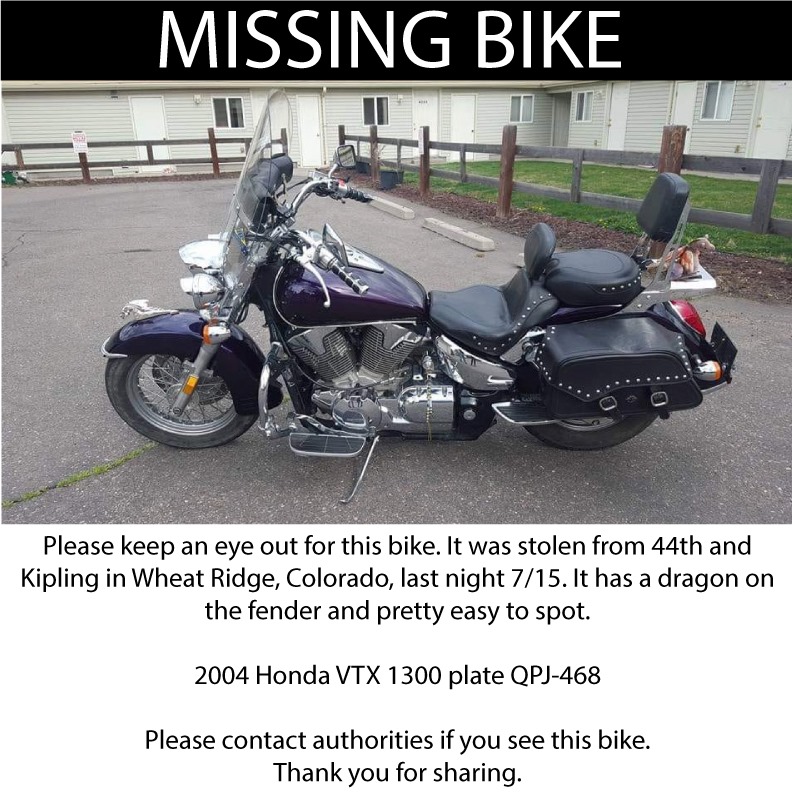 MISSING BIKE
Please keep an eye out for this bike. It was stolen from 44th and
Kipling in Wheat Ridge, Colorado, last night 7/15. It has a dragon on
the fender and pretty easy to spot.
2004 Honda VTX 1300 plate QPJ-468
Please contact authorities if you see this bike.
Thank you for sharing.